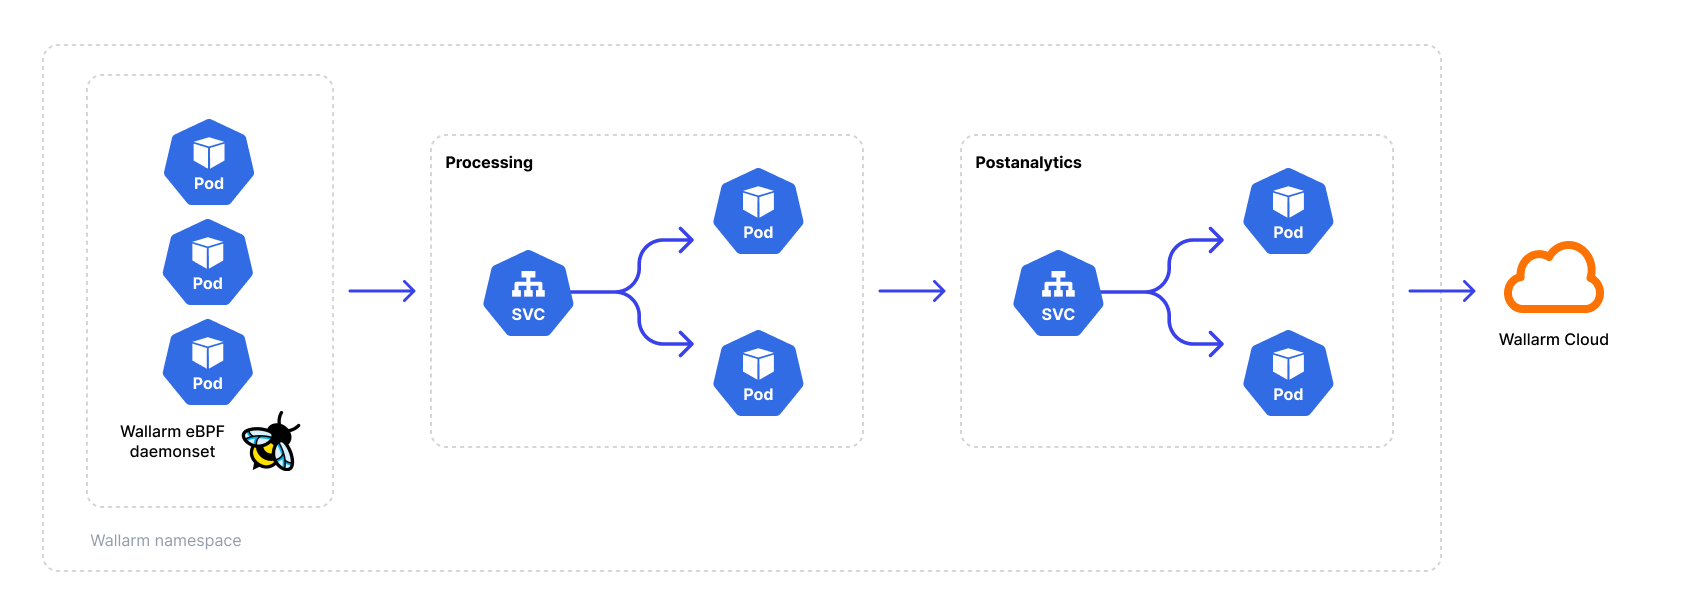 Pod
Pod
Pod
Wallarm eBPF
daemonset
Wallarm namespace
Processing
SVC
Pod
Pod
Postanalytics
SVC
Pod
Pod
Wallarm Cloud